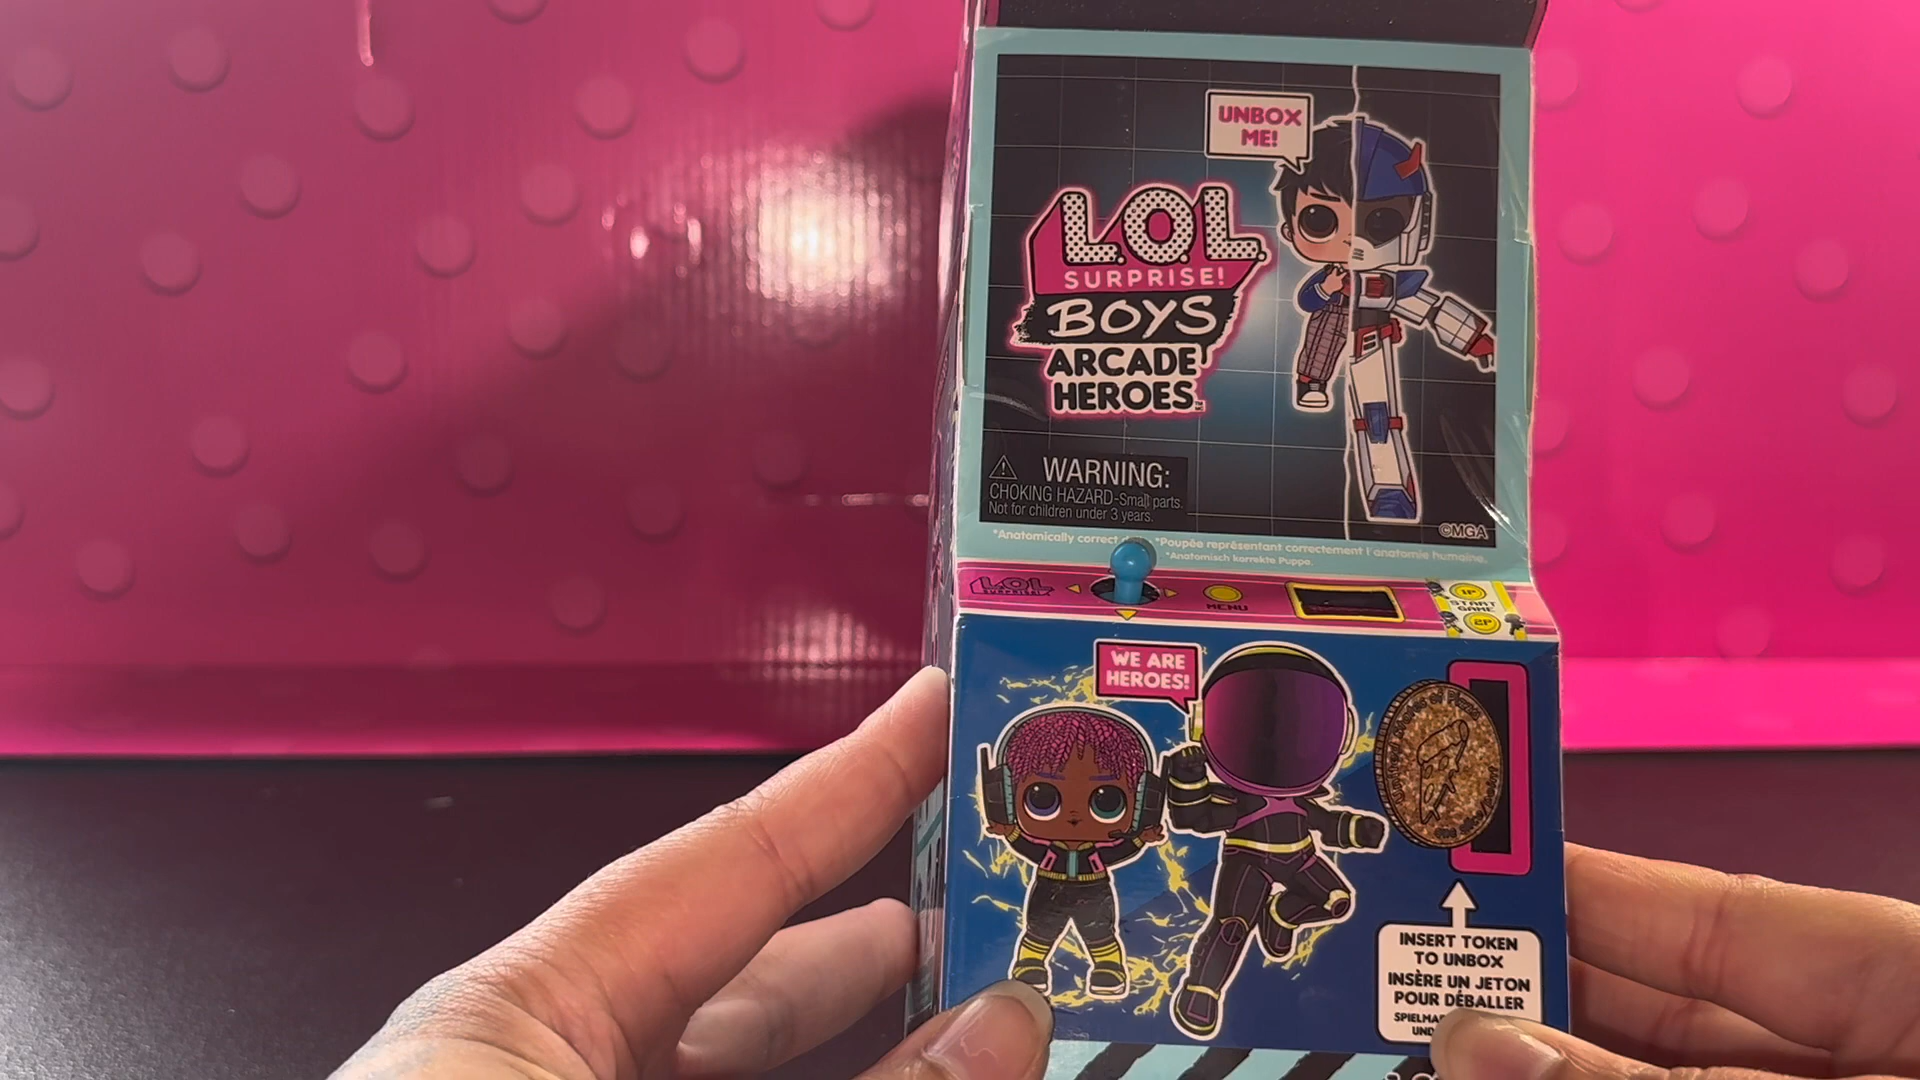 UNBOX
ME!
L.O.L.
SURPRISE!
BOYS
ARCADE
HEROES
WARNING:
CHOKING HAZARD-Small parts.
Not for children under 3 years.
©MGA
*Anatomically correct
*Poupée représentant correctement l'anatomie humaine.
*Anatomisch korrekte Puppe.
L.O.L.
SURPRISE!
MENU
1P
START
GAME
2P
WE ARE
HEROES!
INSERT TOKEN
TO UNBOX
INSÈRE UN JETON
POUR DÉBALLER